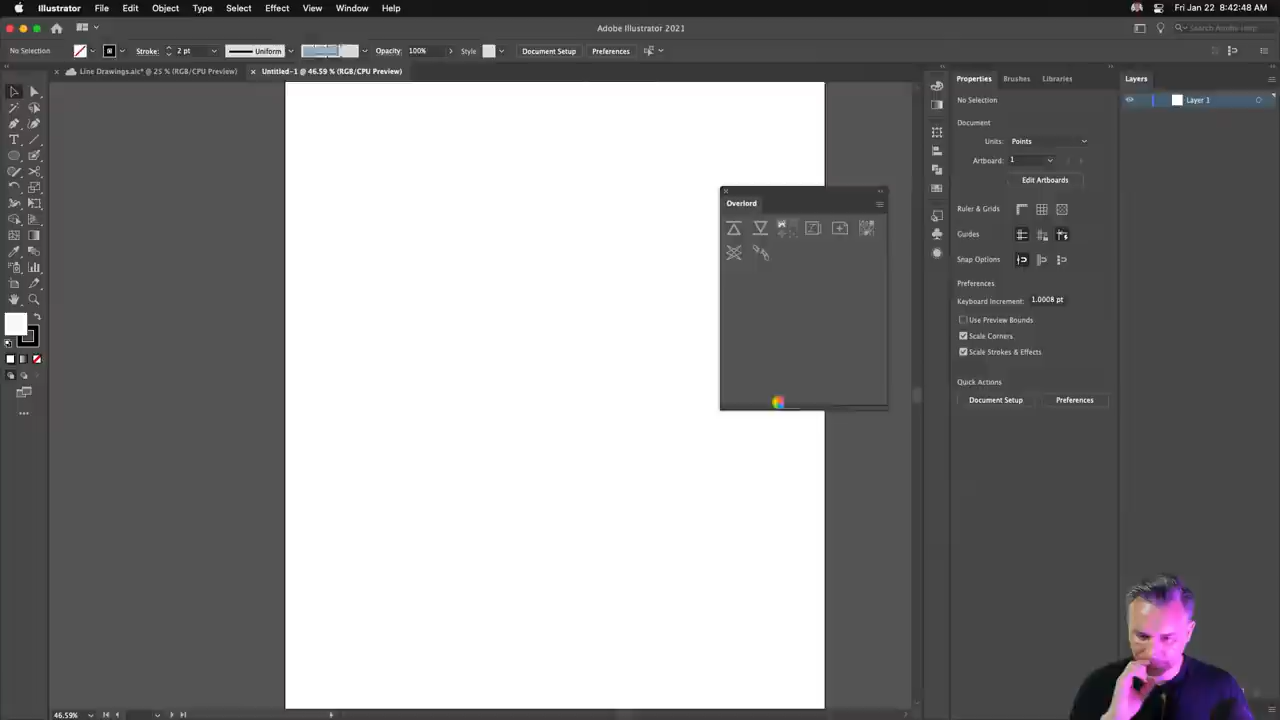 Illustrator File Edit Object Type Select Effect View Window Help Fri Jan 22 8:42:48 AM
Adobe Illustrator 2021
No Selection Stroke: 2 pt Uniform Opacity: 100% Style Document Setup Preferences
Line Drawings.aic* @ 25 % (RGB/CPU Preview) Untitled-1 @ 46.59 % (RGB/CPU Preview)
Properties Brushes Libraries Layers
No Selection
Layer 1
Document
Units: Points
Artboard: 1
Edit Artboards
Overlord
Ruler & Grids
Guides
Snap Options
Preferences
Keyboard Increment: 1.0008 pt
Use Preview Bounds
Scale Corners
Scale Strokes & Effects
Quick Actions
Document Setup Preferences
46.59%